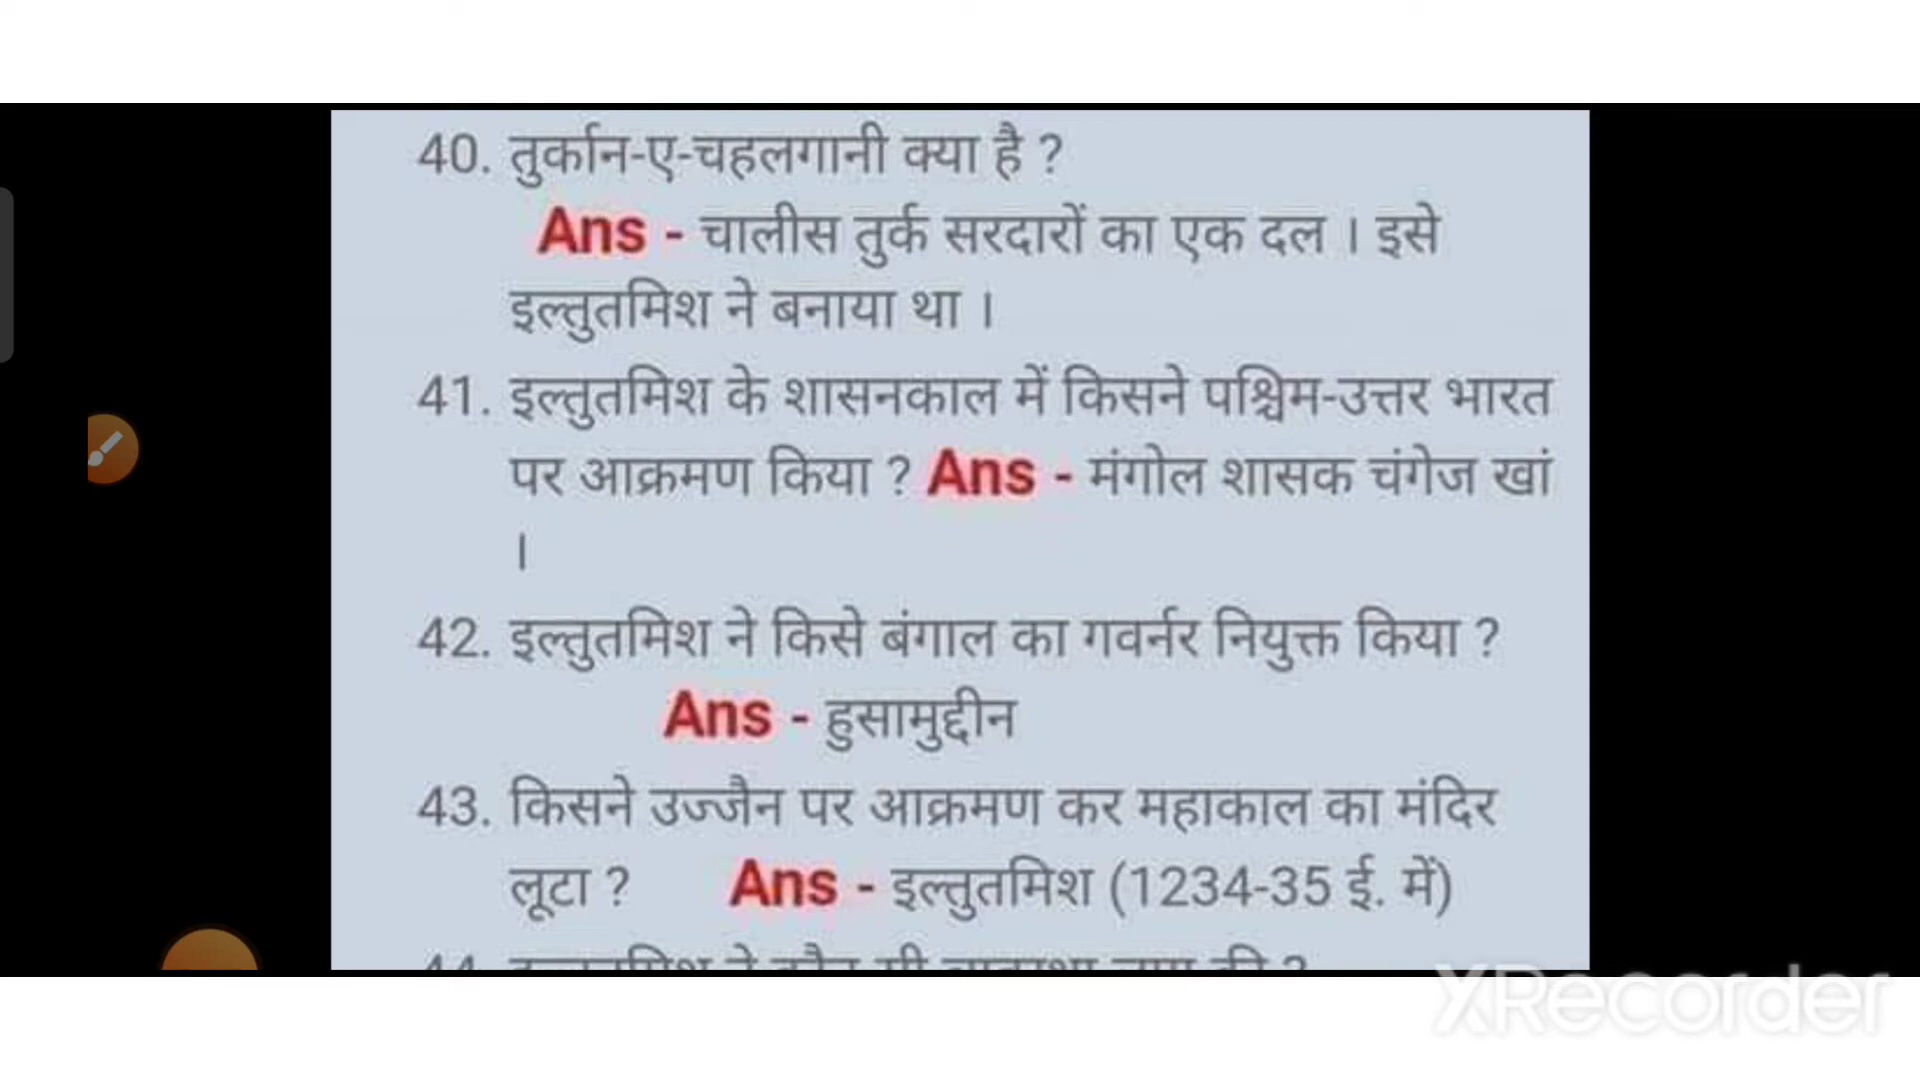 40. तुर्कान-ए-चहलगानी क्या है ?
Ans - चालीस तुर्क सरदारों का एक दल । इसे
इल्तुतमिश ने बनाया था ।
41. इल्तुतमिश के शासनकाल में किसने पश्चिम-उत्तर भारत
पर आक्रमण किया ? Ans - मंगोल शासक चंगेज खां
।
42. इल्तुतमिश ने किसे बंगाल का गवर्नर नियुक्त किया ?
Ans - हुसामुद्दीन
43. किसने उज्जैन पर आक्रमण कर महाकाल का मंदिर
लूटा ? Ans - इल्तुतमिश (1234-35 ई. में)
XRecorder